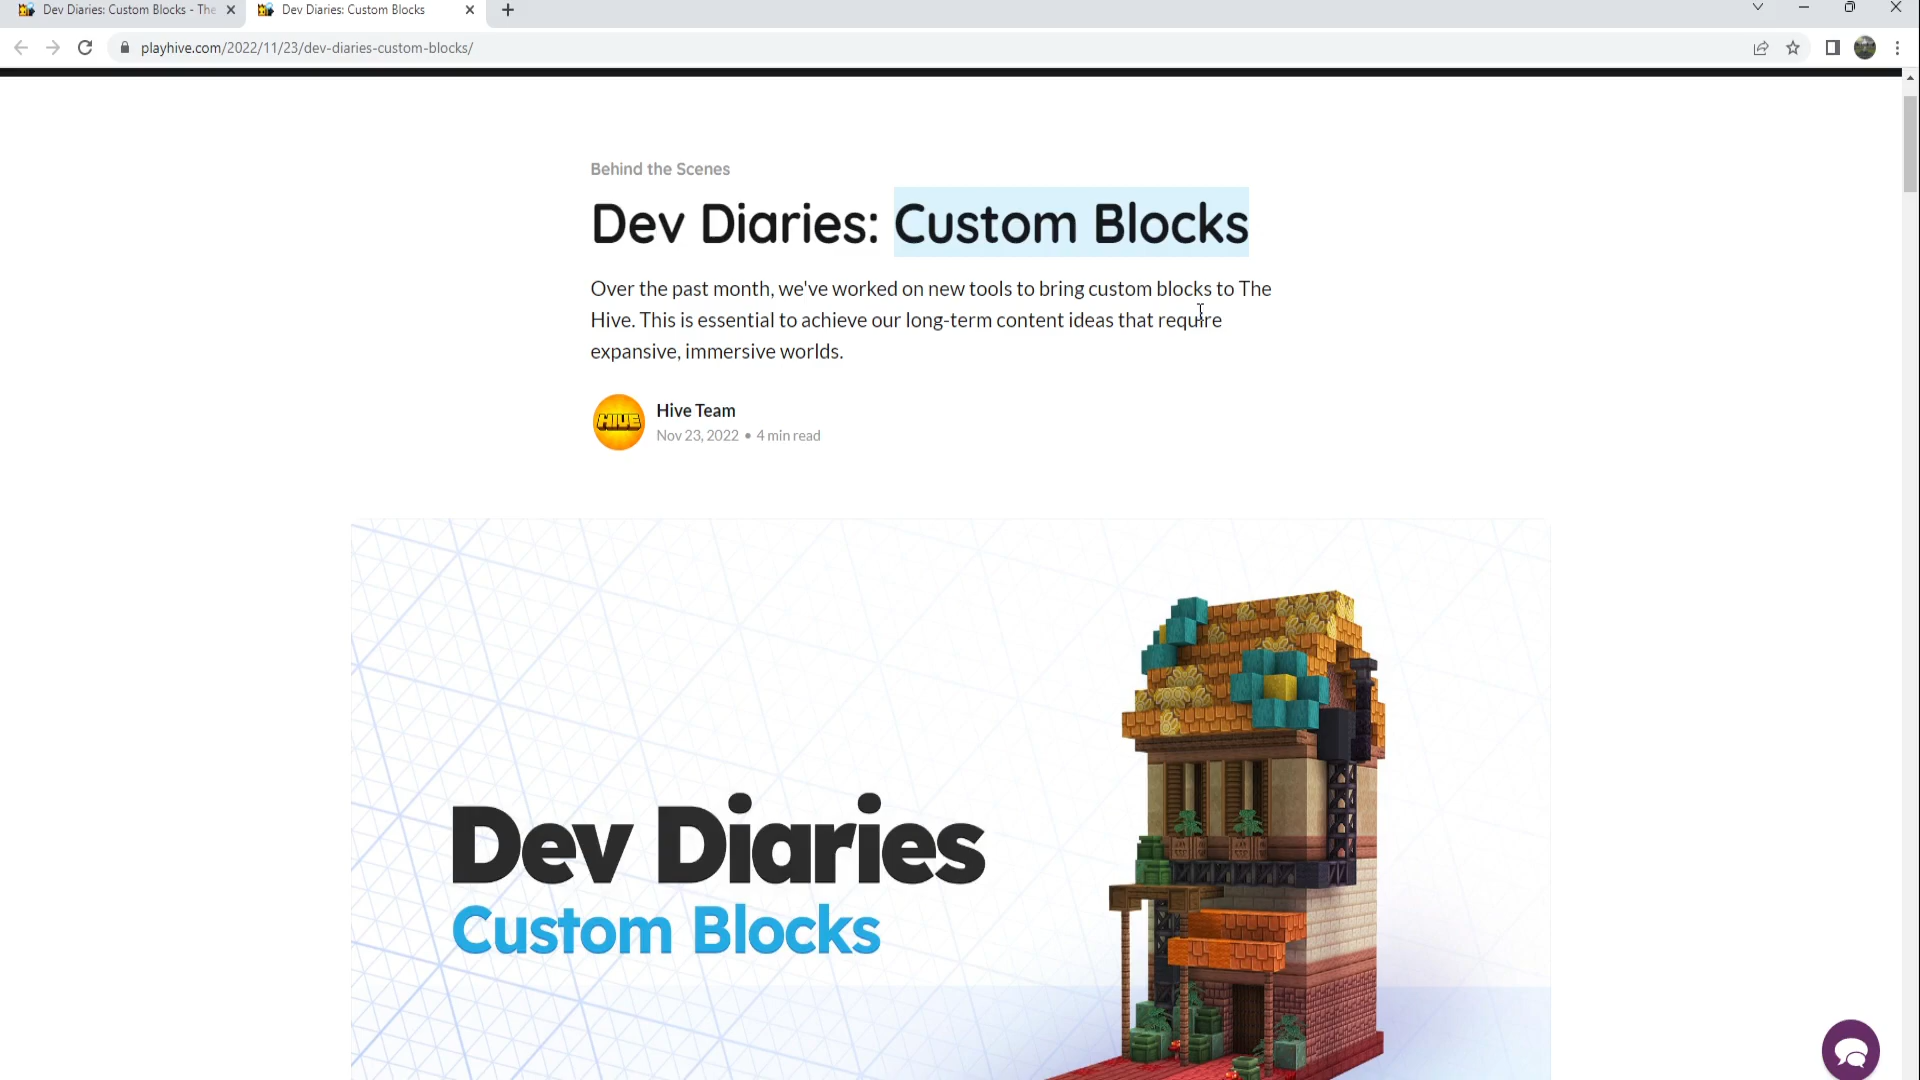 Dev Diaries: Custom Blocks - The
Dev Diaries: Custom Blocks
playhive.com/2022/11/23/dev-diaries-custom-blocks/
Behind the Scenes
Dev Diaries: Custom Blocks
Over the past month, we've worked on new tools to bring custom blocks to The
Hive. This is essential to achieve our long-term content ideas that require
expansive, immersive worlds.
HIVE
Hive Team
Nov 23, 2022 • 4 min read
Dev Diaries
Custom Blocks